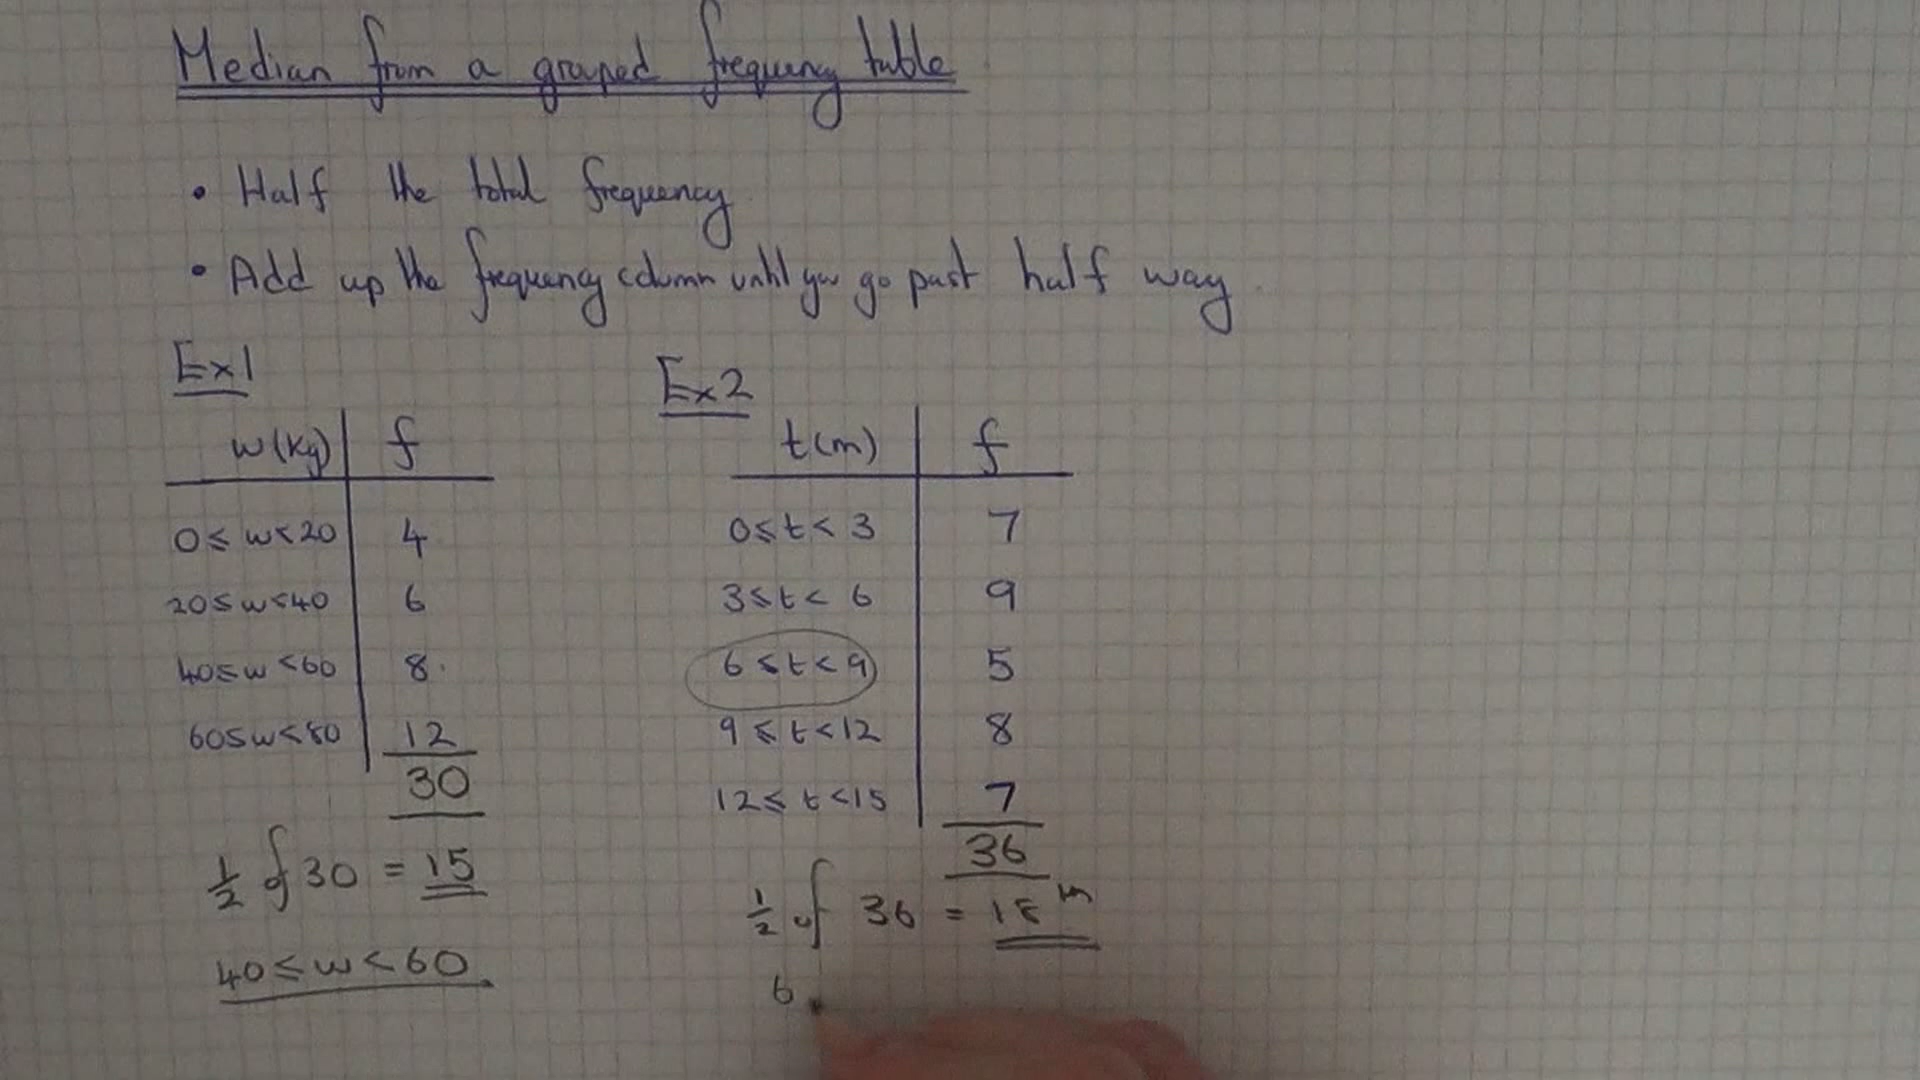 Median from a grouped frequency table
• Half the total frequency
• Add up the frequency column until you go past half way.
Ex1
w(kg) f
0 ≤ w < 20 4
20 ≤ w < 40 6
40 ≤ w < 60 8
60 ≤ w < 80 12
30
½ of 30 = 15
40 ≤ w < 60
Ex2
t(m) f
0 ≤ t < 3 7
3 ≤ t < 6 9
6 ≤ t < 9 5
9 ≤ t < 12 8
12 ≤ t < 15 7
36
½ of 36 = 18th
6